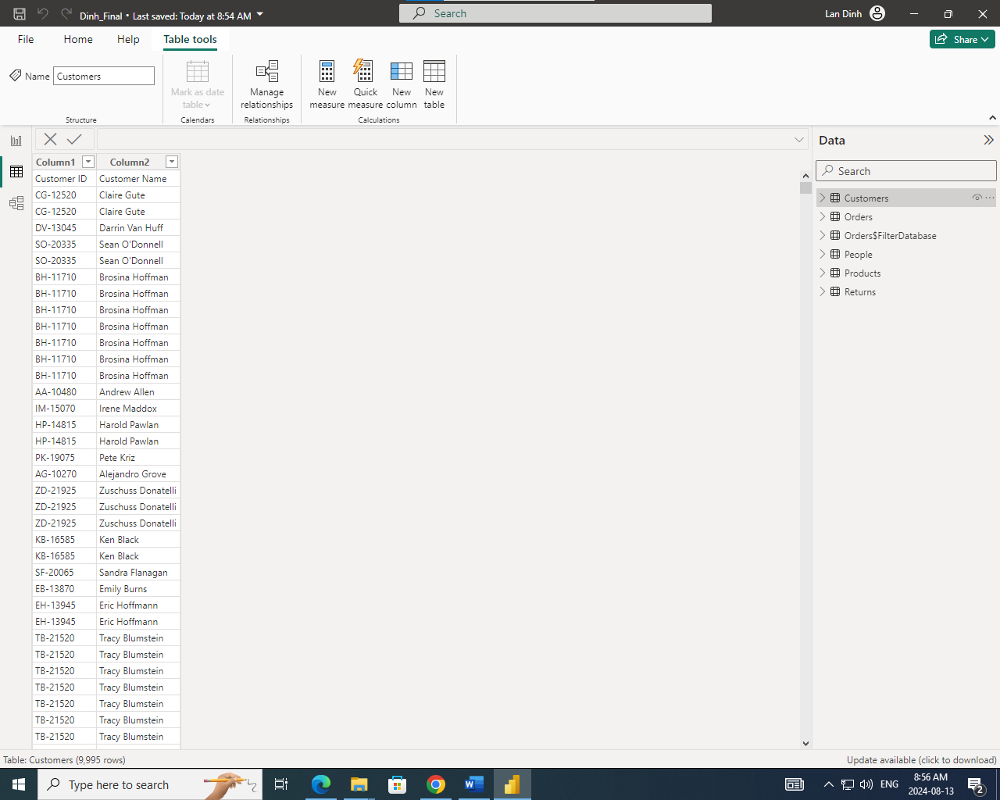 Dinh_Final • Last saved: Today at 8:54 AM
Search
Lan Dinh
File
Home
Help
Table tools
Share
Name
Customers
Mark as date table
Manage relationships
New measure
Quick measure
New column
New table
Structure
Calendars
Relationships
Calculations
Column1
Column2
Customer ID Customer Name
CG-12520 Claire Gute
CG-12520 Claire Gute
DV-13045 Darrin Van Huff
SO-20335 Sean O'Donnell
SO-20335 Sean O'Donnell
BH-11710 Brosina Hoffman
BH-11710 Brosina Hoffman
BH-11710 Brosina Hoffman
BH-11710 Brosina Hoffman
BH-11710 Brosina Hoffman
BH-11710 Brosina Hoffman
BH-11710 Brosina Hoffman
AA-10480 Andrew Allen
IM-15070 Irene Maddox
HP-14815 Harold Pawlan
HP-14815 Harold Pawlan
PK-19075 Pete Kriz
AG-10270 Alejandro Grove
ZD-21925 Zuschuss Donatelli
ZD-21925 Zuschuss Donatelli
ZD-21925 Zuschuss Donatelli
KB-16585 Ken Black
KB-16585 Ken Black
SF-20065 Sandra Flanagan
EB-13870 Emily Burns
EH-13945 Eric Hoffmann
EH-13945 Eric Hoffmann
TB-21520 Tracy Blumstein
TB-21520 Tracy Blumstein
TB-21520 Tracy Blumstein
TB-21520 Tracy Blumstein
TB-21520 Tracy Blumstein
TB-21520 Tracy Blumstein
TB-21520 Tracy Blumstein
Data
Search
Customers
Orders
Orders$FilterDatabase
People
Products
Returns
Table: Customers (9,995 rows)
Update available (click to download)
Type here to search
ENG
8:56 AM
2024-08-13
2